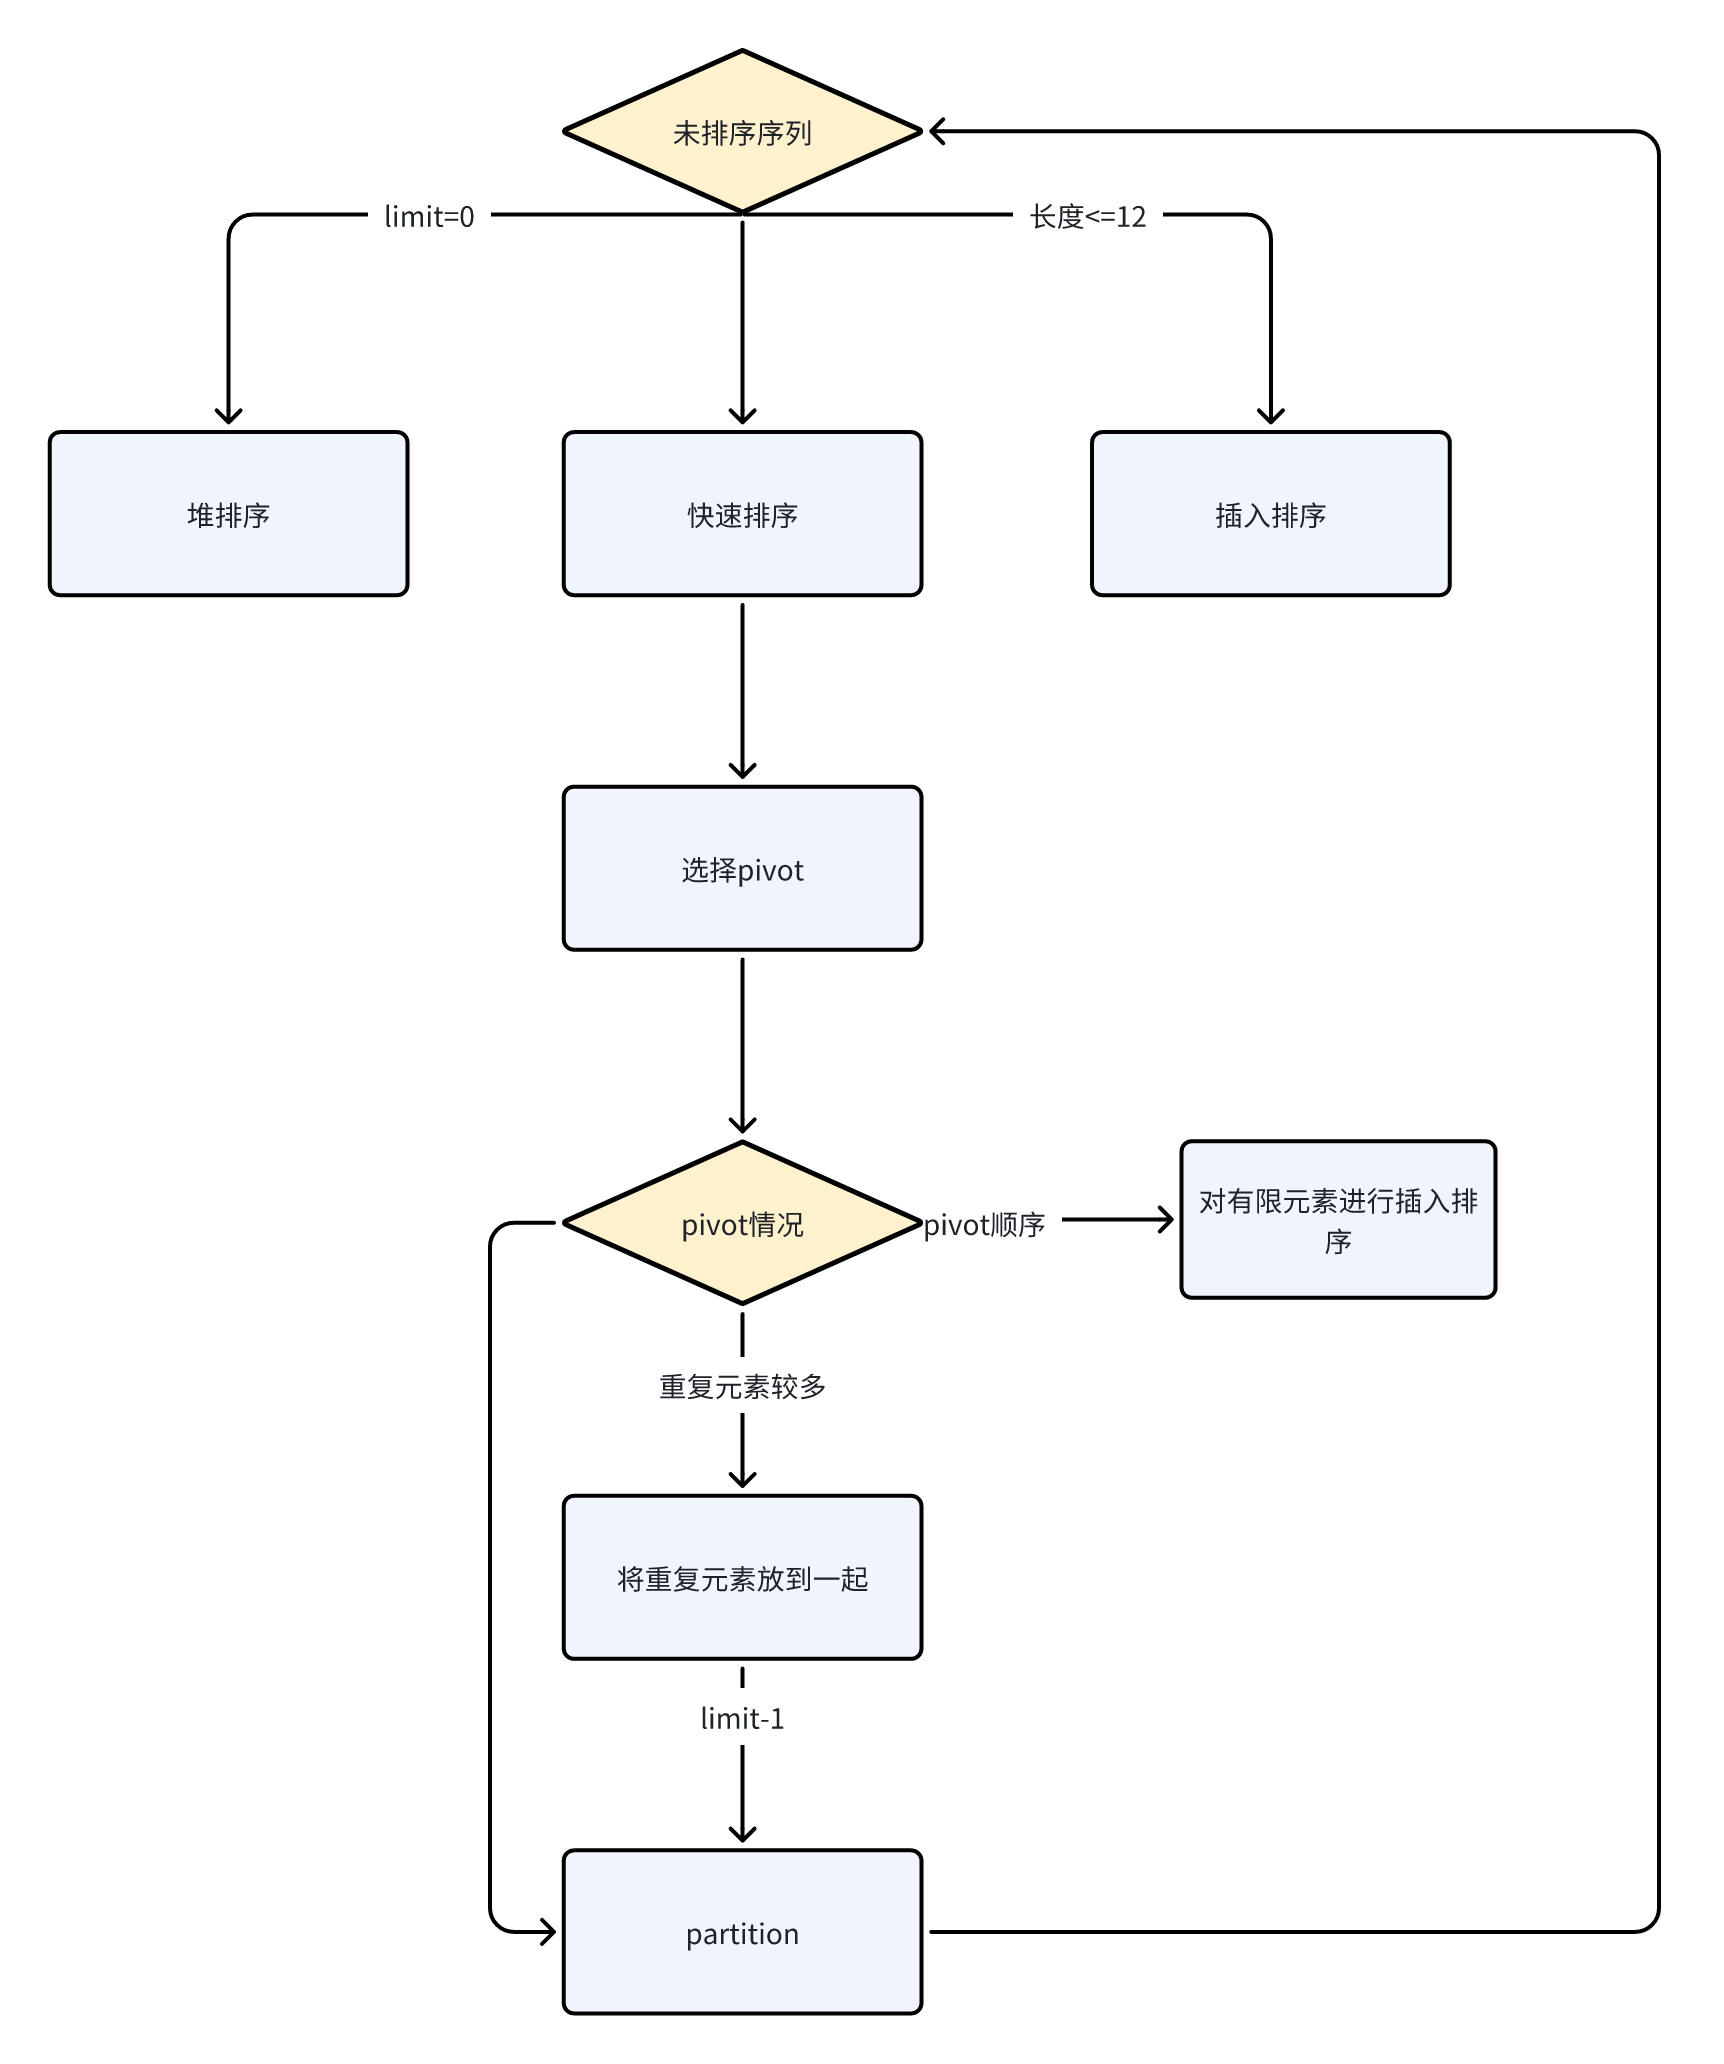 未排序序列
limit=0
长度<=12
堆排序
快速排序
插入排序
选择pivot
pivot情况
pivot顺序
对有限元素进行插入排
序
重复元素较多
将重复元素放到一起
limit-1
partition